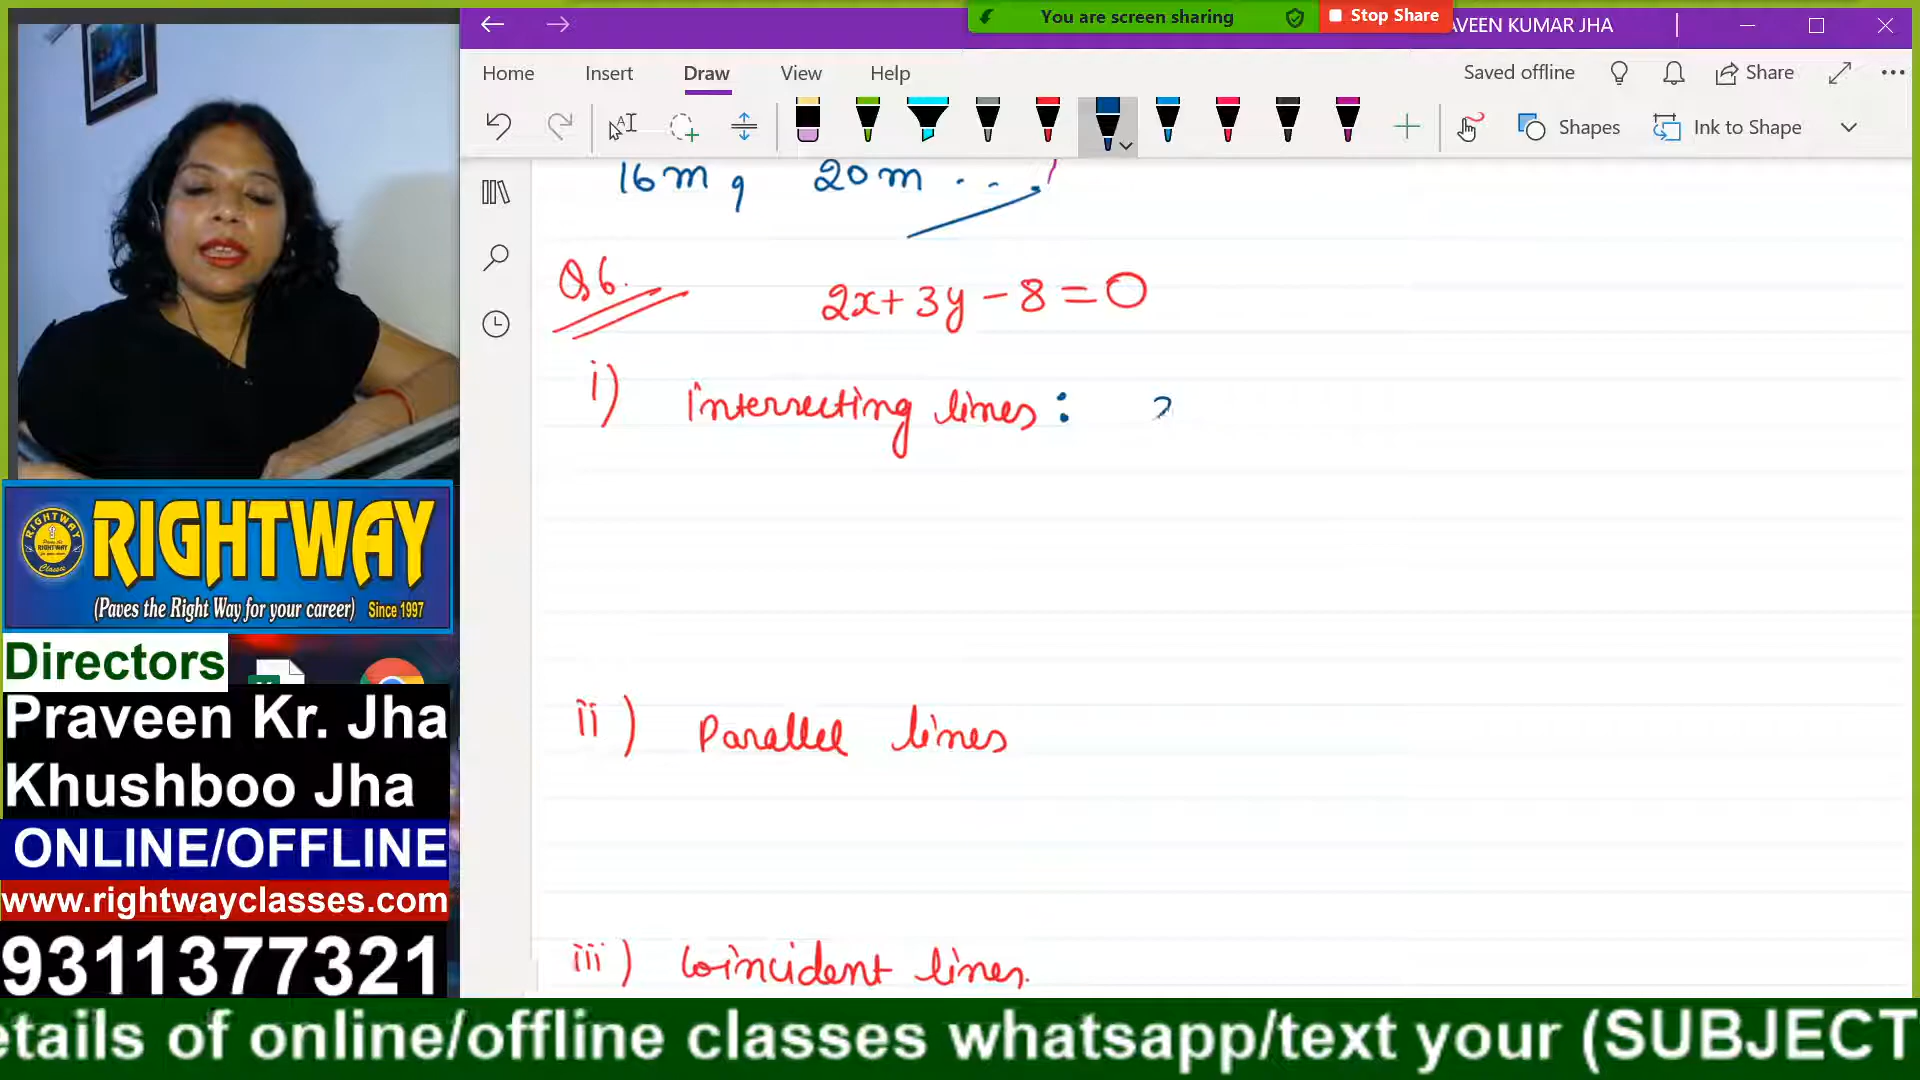 You are screen sharing
Stop Share
AVEEN KUMAR JHA
Home Insert Draw View Help
Saved offline
Share
Shapes
Ink to Shape
16m, 20m ...
Q6. 2x+3y-8=0
i) Intersecting lines :
ii) Parallel lines
iii) Coincident lines.
RIGHTWAY
RIGHTWAY
Classes
(Paves the Right Way for your career) Since 1997
Directors
Praveen Kr. Jha
Khushboo Jha
ONLINE/OFFLINE
www.rightwayclasses.com
9311377321
etails of online/offline classes whatsapp/text your (SUBJECT